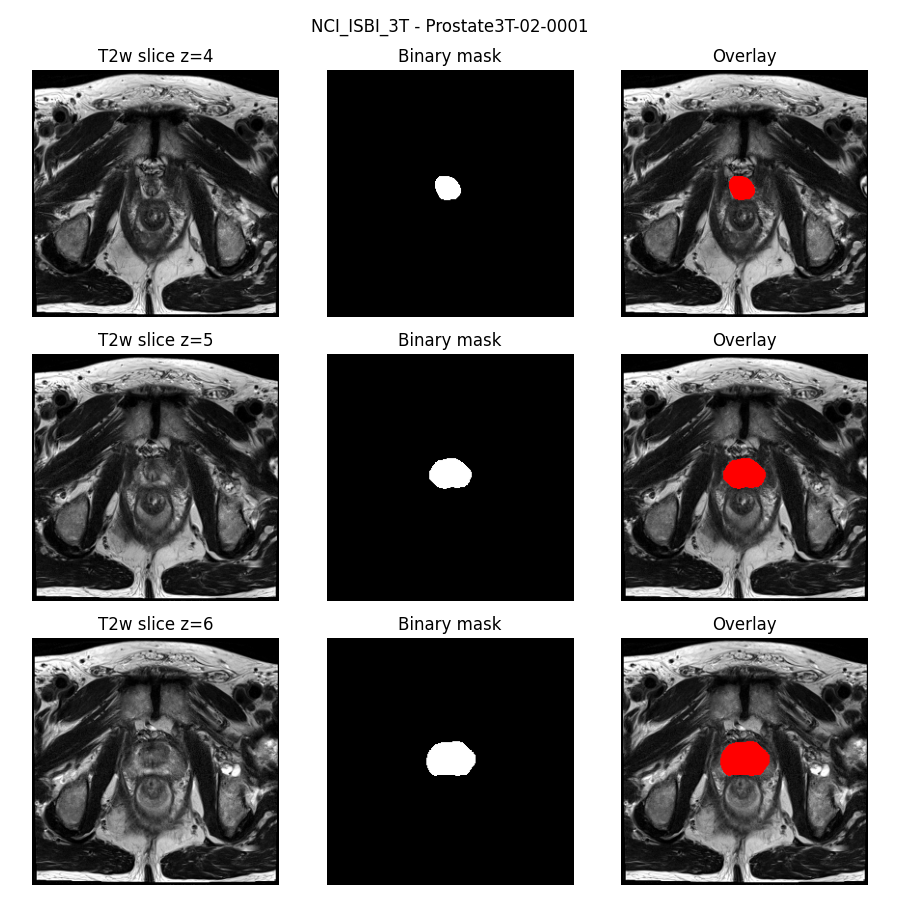 NCI_ISBI_3T - Prostate3T-02-0001
T2w slice z=4 Binary mask Overlay
T2w slice z=5 Binary mask Overlay
T2w slice z=6 Binary mask Overlay